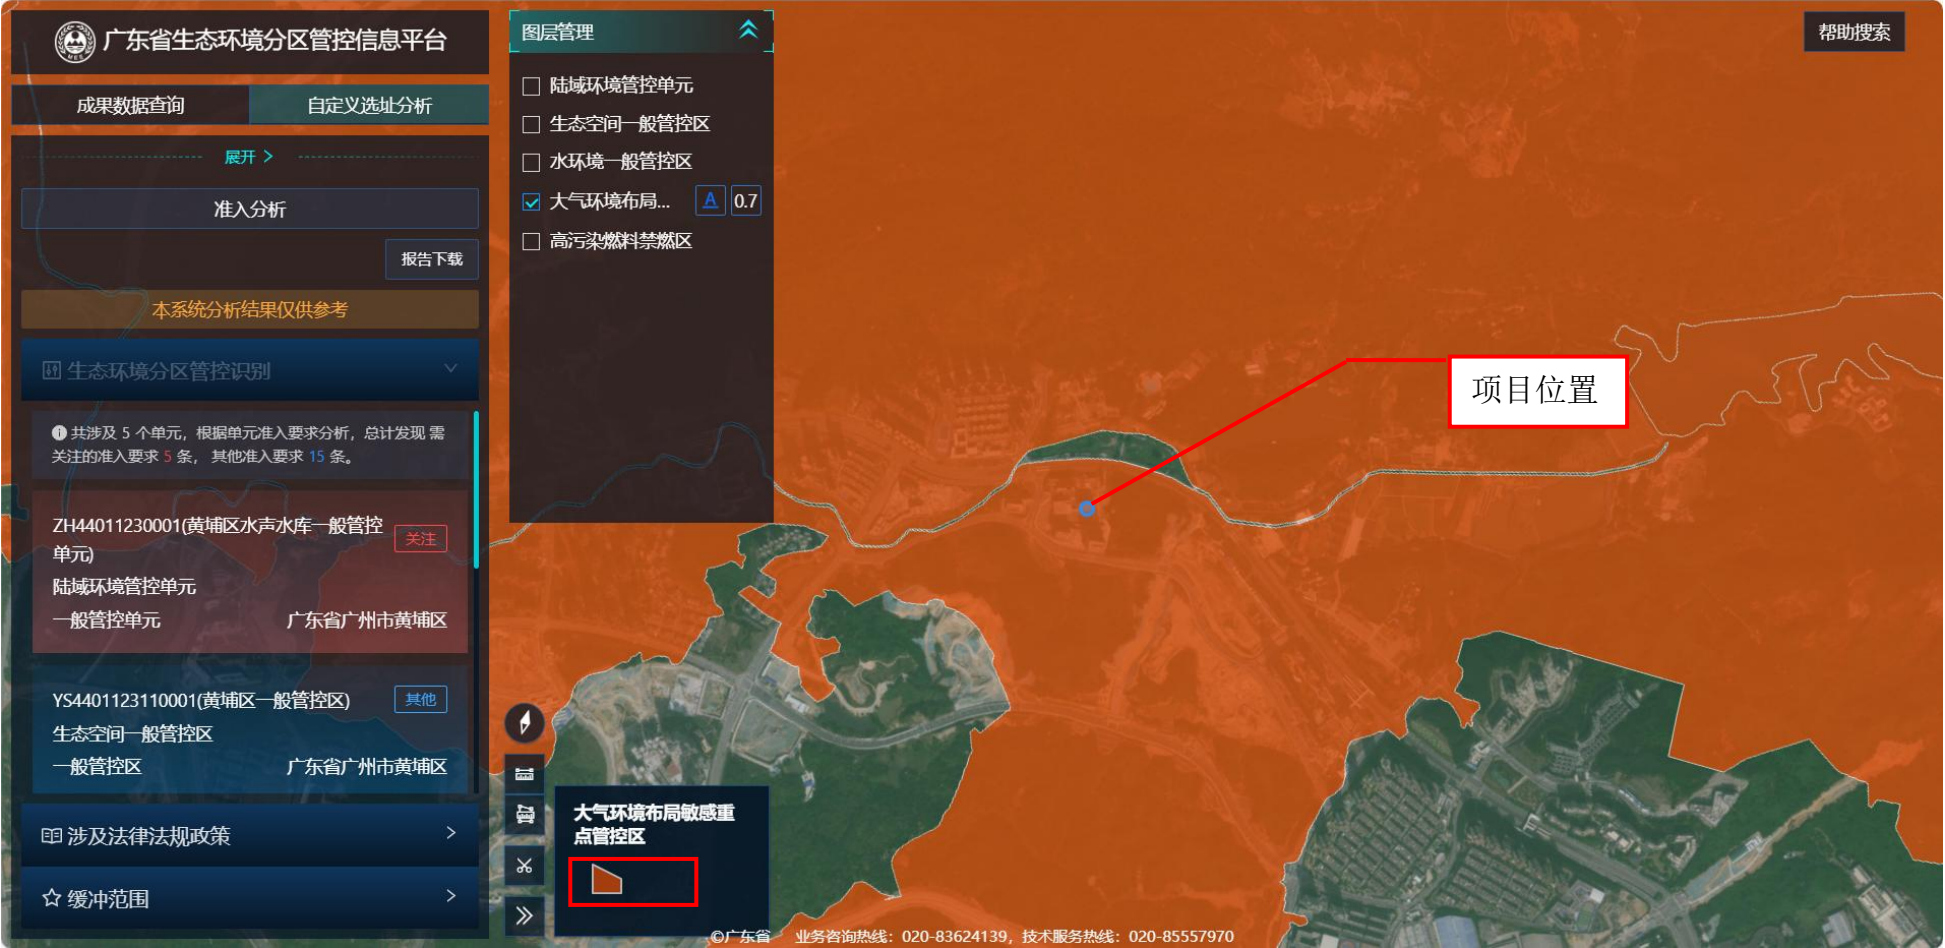 广东省生态环境分区管控信息平台
成果数据查询
自定义选址分析
展开 >
准入分析
报告下载
本系统分析结果仅供参考
生态环境分区管控识别
共涉及 5 个单元，根据单元准入要求分析，总计发现 需
关注的准入要求 5 条， 其他准入要求 15 条。
ZH44011230001(黄埔区水声水库一般管控
单元)
关注
陆域环境管控单元
一般管控单元
广东省广州市黄埔区
YS4401123110001(黄埔区一般管控区)
其他
生态空间一般管控区
一般管控区
广东省广州市黄埔区
涉及法律法规政策
缓冲范围
图层管理
陆域环境管控单元
生态空间一般管控区
水环境一般管控区
大气环境布局... A 0.7
高污染燃料禁燃区
帮助搜索
项目位置
大气环境布局敏感重
点管控区
©广东省 业务咨询热线：020-83624139，技术服务热线：020-85557970